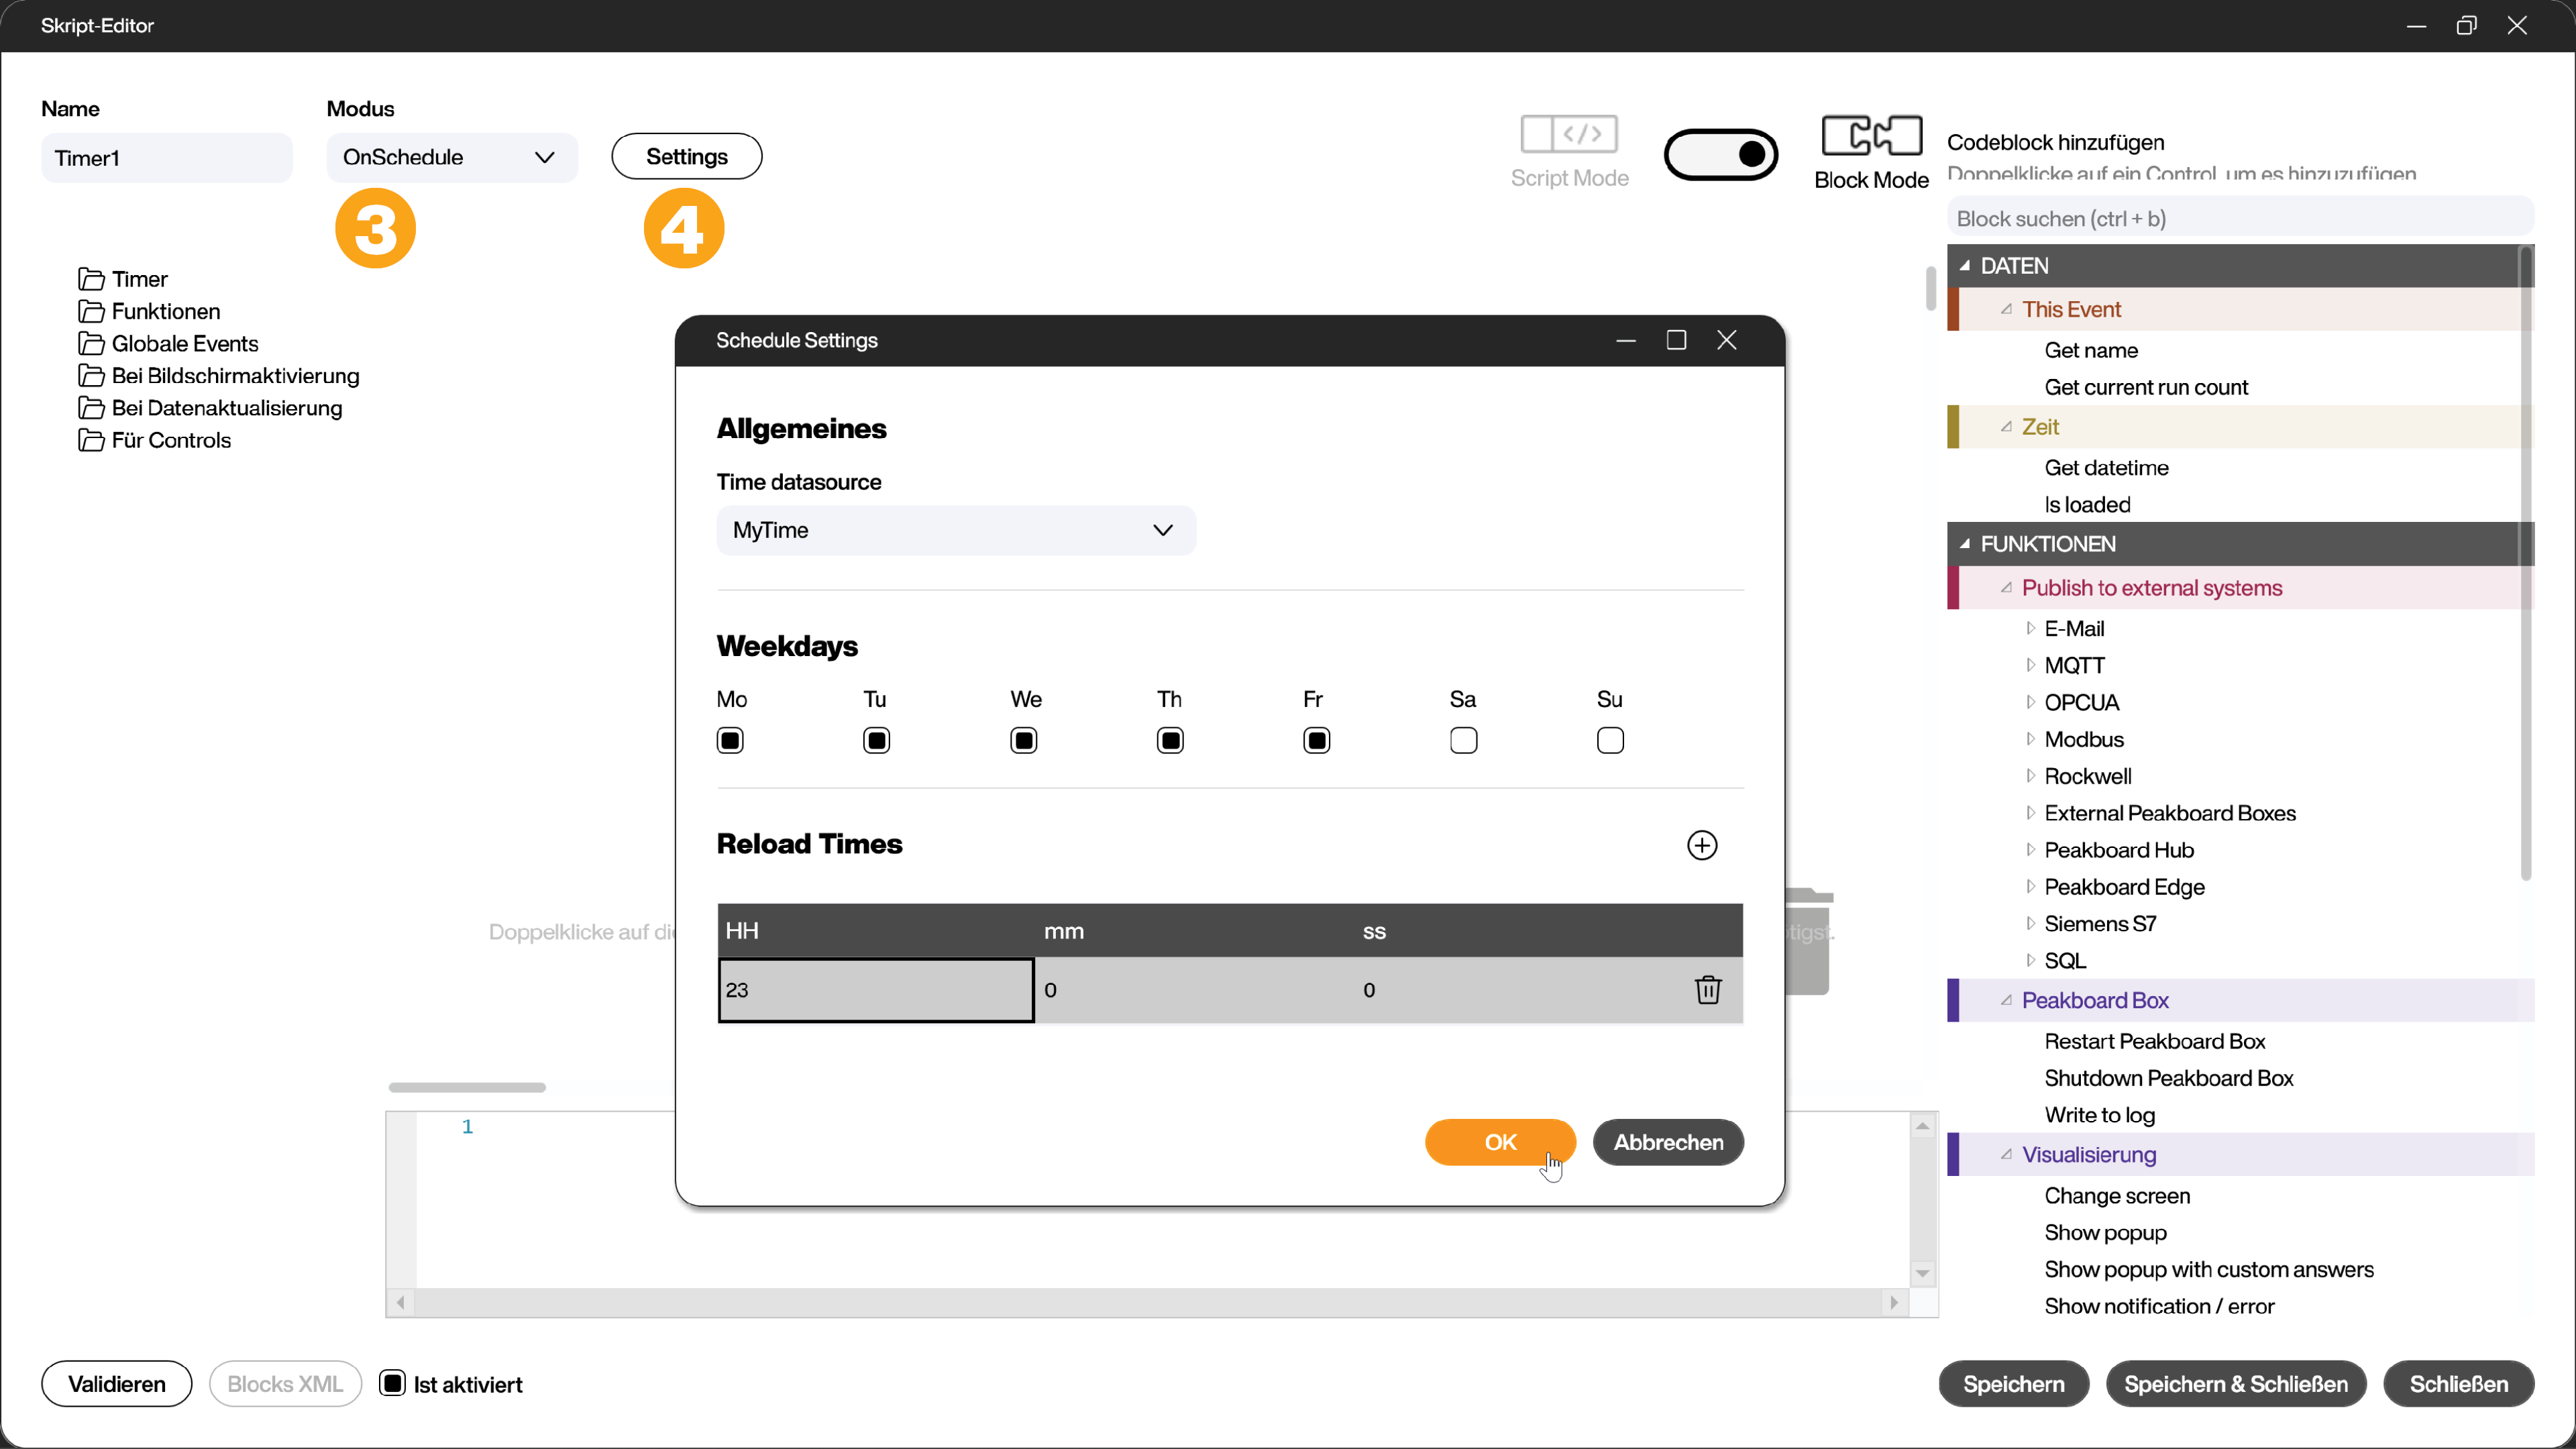 Skript-Editor
Name
Modus
Timer1
OnSchedule
Settings
3
4
Script Mode
Block Mode
Codeblock hinzufügen
Doppelklicke auf ein Control, um es hinzuzufügen
Block suchen (ctrl + b)
Timer
Funktionen
Globale Events
Bei Bildschirmaktivierung
Bei Datenaktualisierung
Für Controls
Schedule Settings
Allgemeines
Time datasource
MyTime
Weekdays
Mo Tu We Th Fr Sa Su
Reload Times
HH mm ss
23 0 0
OK
Abbrechen
Doppelklicke auf
1
DATEN
This Event
Get name
Get current run count
Zeit
Get datetime
Is loaded
FUNKTIONEN
Publish to external systems
E-Mail
MQTT
OPCUA
Modbus
Rockwell
External Peakboard Boxes
Peakboard Hub
Peakboard Edge
Siemens S7
SQL
Peakboard Box
Restart Peakboard Box
Shutdown Peakboard Box
Write to log
Visualisierung
Change screen
Show popup
Show popup with custom answers
Show notification / error
Validieren
Blocks XML
Ist aktiviert
Speichern
Speichern & Schließen
Schließen